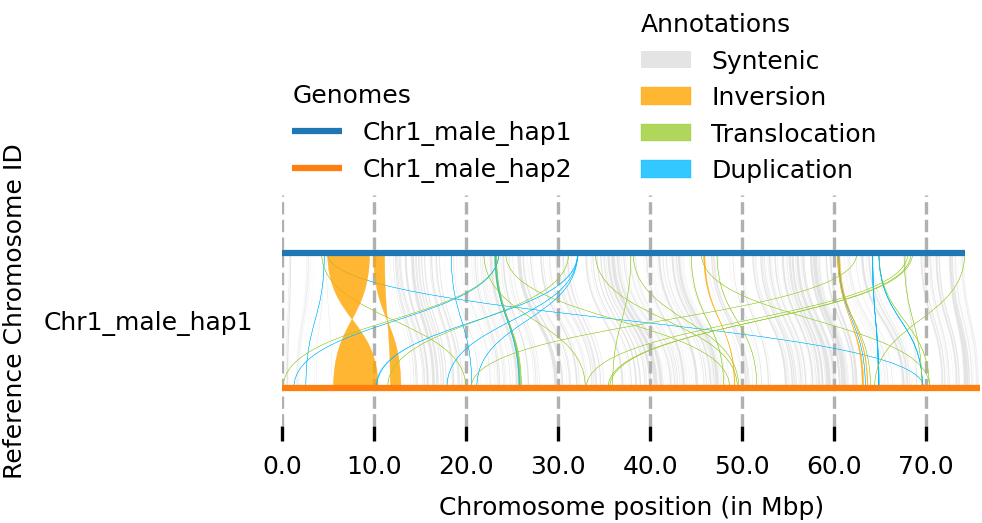 Annotations
Syntenic
Inversion
Translocation
Duplication
Genomes
Chr1_male_hap1
Chr1_male_hap2
Reference Chromosome ID
Chr1_male_hap1
0.0 10.0 20.0 30.0 40.0 50.0 60.0 70.0
Chromosome position (in Mbp)